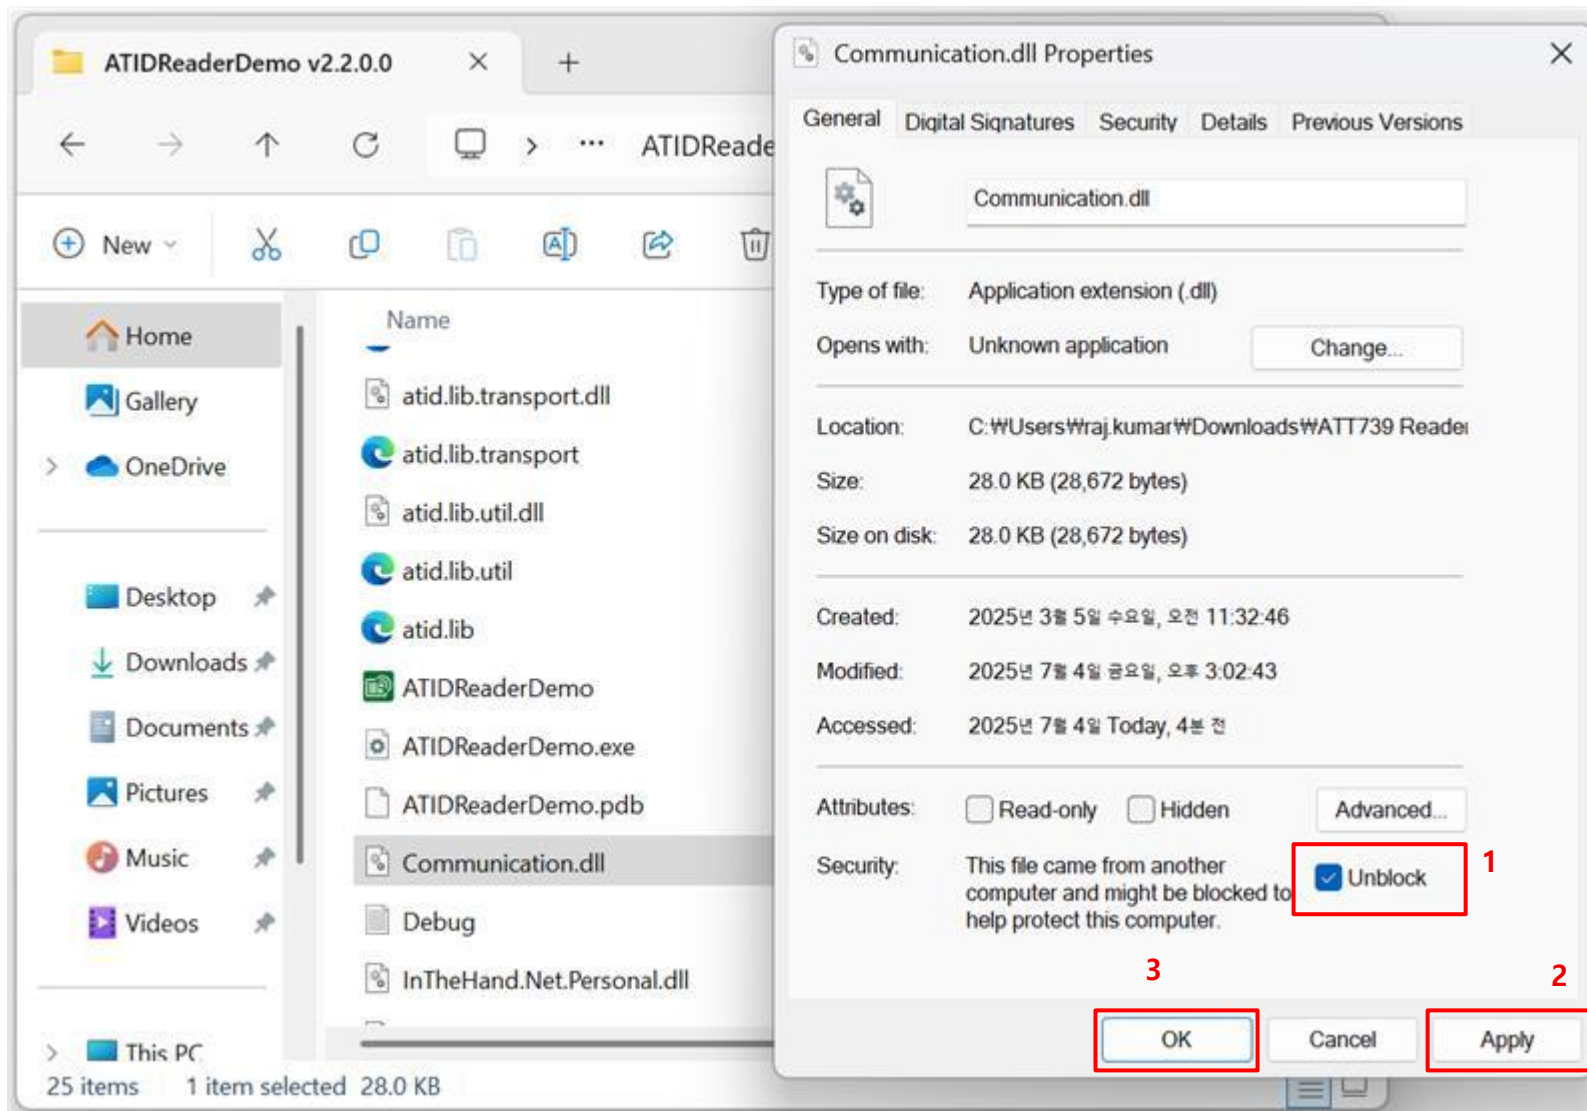 ATIDReaderDemo v2.2.0.0
ATIDReade
New
Home
Gallery
OneDrive
Desktop
Downloads
Documents
Pictures
Music
Videos
This PC
Name
atid.lib.transport.dll
atid.lib.transport
atid.lib.util.dll
atid.lib.util
atid.lib
ATIDReaderDemo
ATIDReaderDemo.exe
ATIDReaderDemo.pdb
Communication.dll
Debug
InTheHand.Net.Personal.dll
25 items 1 item selected 28.0 KB
Communication.dll Properties
General Digital Signatures Security Details Previous Versions
Communication.dll
Type of file: Application extension (.dll)
Opens with: Unknown application Change...
Location: C:₩Users₩raj.kumar₩Downloads₩ATT739 Reader
Size: 28.0 KB (28,672 bytes)
Size on disk: 28.0 KB (28,672 bytes)
Created: 2025년 3월 5일 수요일, 오전 11:32:46
Modified: 2025년 7월 4일 금요일, 오후 3:02:43
Accessed: 2025년 7월 4일 Today, 4분 전
Attributes: Read-only Hidden Advanced...
Security: This file came from another
computer and might be blocked to
help protect this computer.
Unblock
1
3
2
OK Cancel Apply